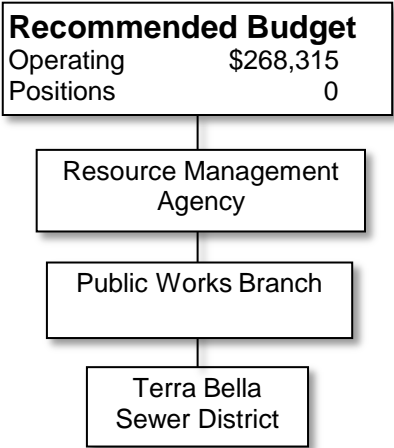 Recommended Budget
Operating $268,315
Positions 0
Resource Management
Agency
Public Works Branch
Terra Bella
Sewer District